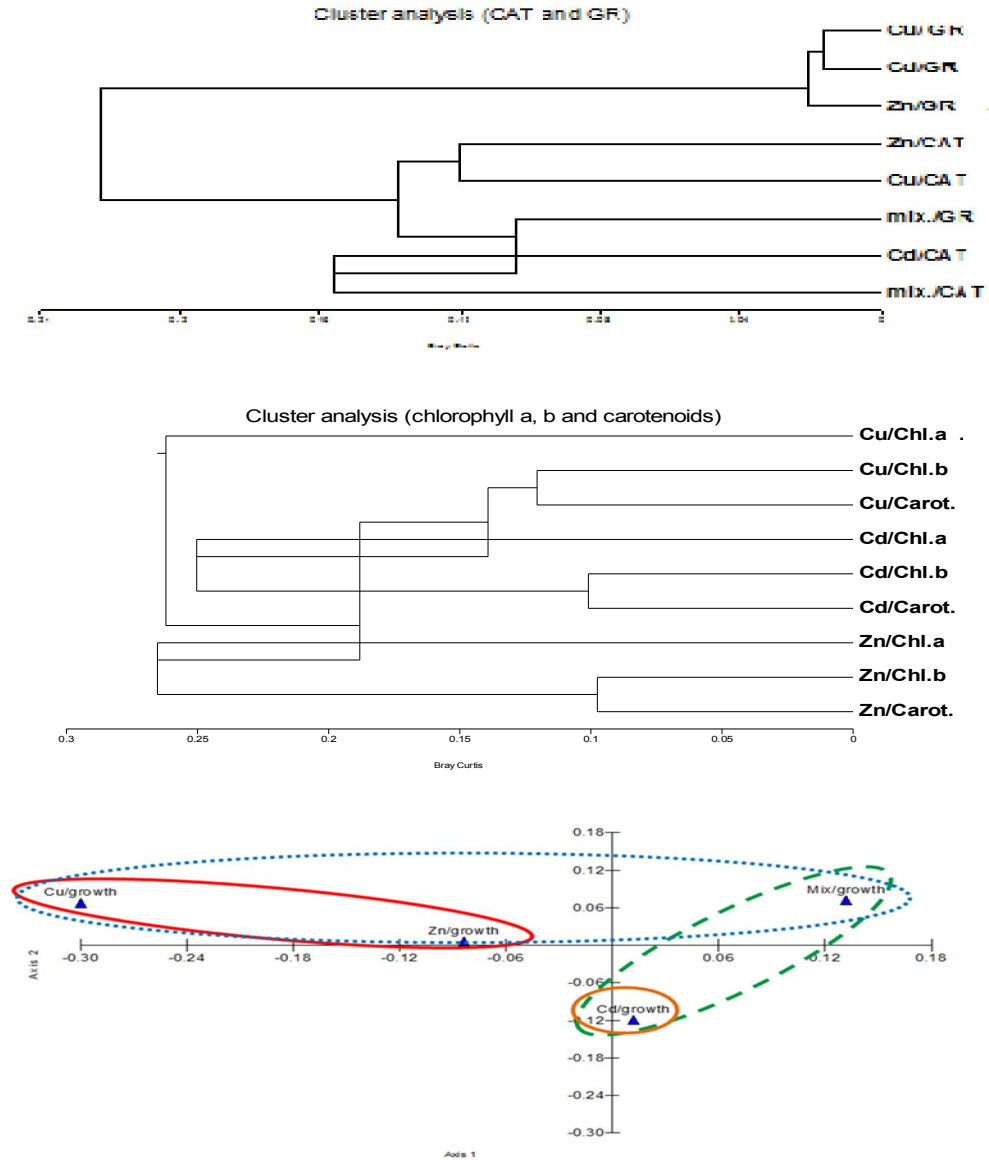 Cluster analysis (CAT and GR)
Cu/GR
Cd/GR
Zn/GR
Zn/CAT
Cu/CAT
mix./GR
Cd/CAT
mix./CAT
Bray Curtis
Cluster analysis (chlorophyll a, b and carotenoids)
Cu/Chl.a .
Cu/Chl.b
Cu/Carot.
Cd/Chl.a
Cd/Chl.b
Cd/Carot.
Zn/Chl.a
Zn/Chl.b
Zn/Carot.
0.3 0.25 0.2 0.15 0.1 0.05 0
Bray Curtis
0.18
0.12
Cu/growth Mix/growth
0.06
Zn/growth
-0.30 -0.24 -0.18 -0.12 -0.06 0.06 0.12 0.18
Axis 2
-0.06
Cd/growth
-0.12
-0.18
-0.24
-0.30
Axis 1